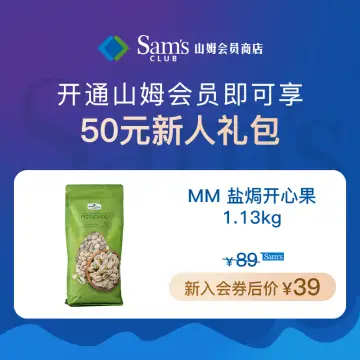 Sam's CLUB 山姆会员商店
开通山姆会员即可享
50元新人礼包
MM 盐焗开心果
1.13kg
¥89 Sam's
新入会券后价 ¥39
PISTACHIOS